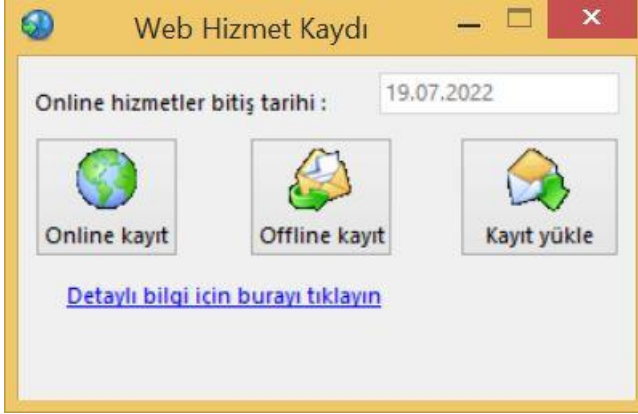 Web Hizmet Kaydı
Online hizmetler bitiş tarihi : 19.07.2022
Online kayıt Offline kayıt Kayıt yükle
Detaylı bilgi için burayı tıklayın